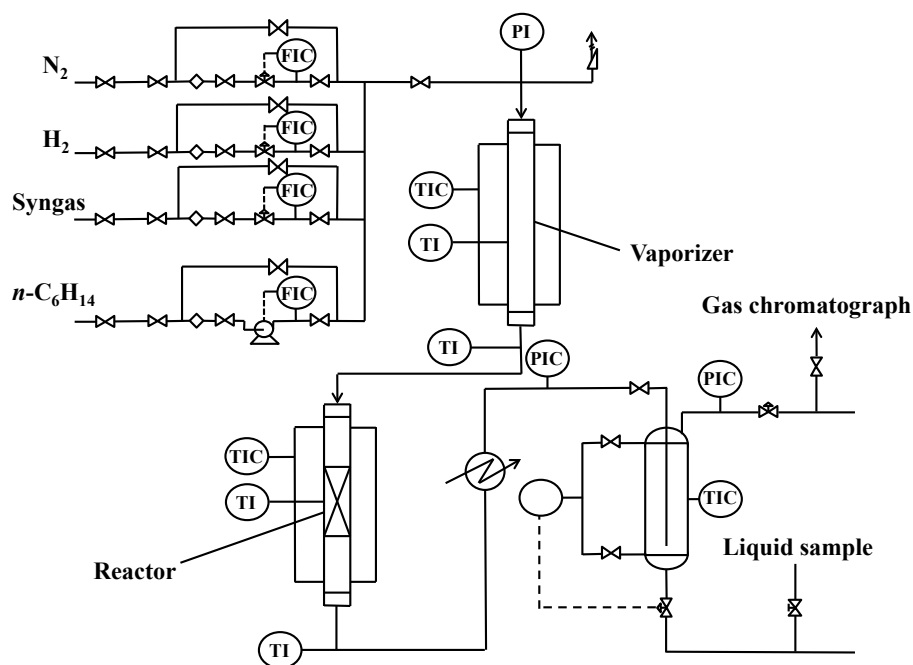 PI
N₂
FIC
H₂
FIC
Syngas
FIC
TIC
TI
Vaporizer
n-C₆H₁₄
FIC
Gas chromatograph
TI
PIC
PIC
TIC
TI
TIC
Reactor
Liquid sample
TI